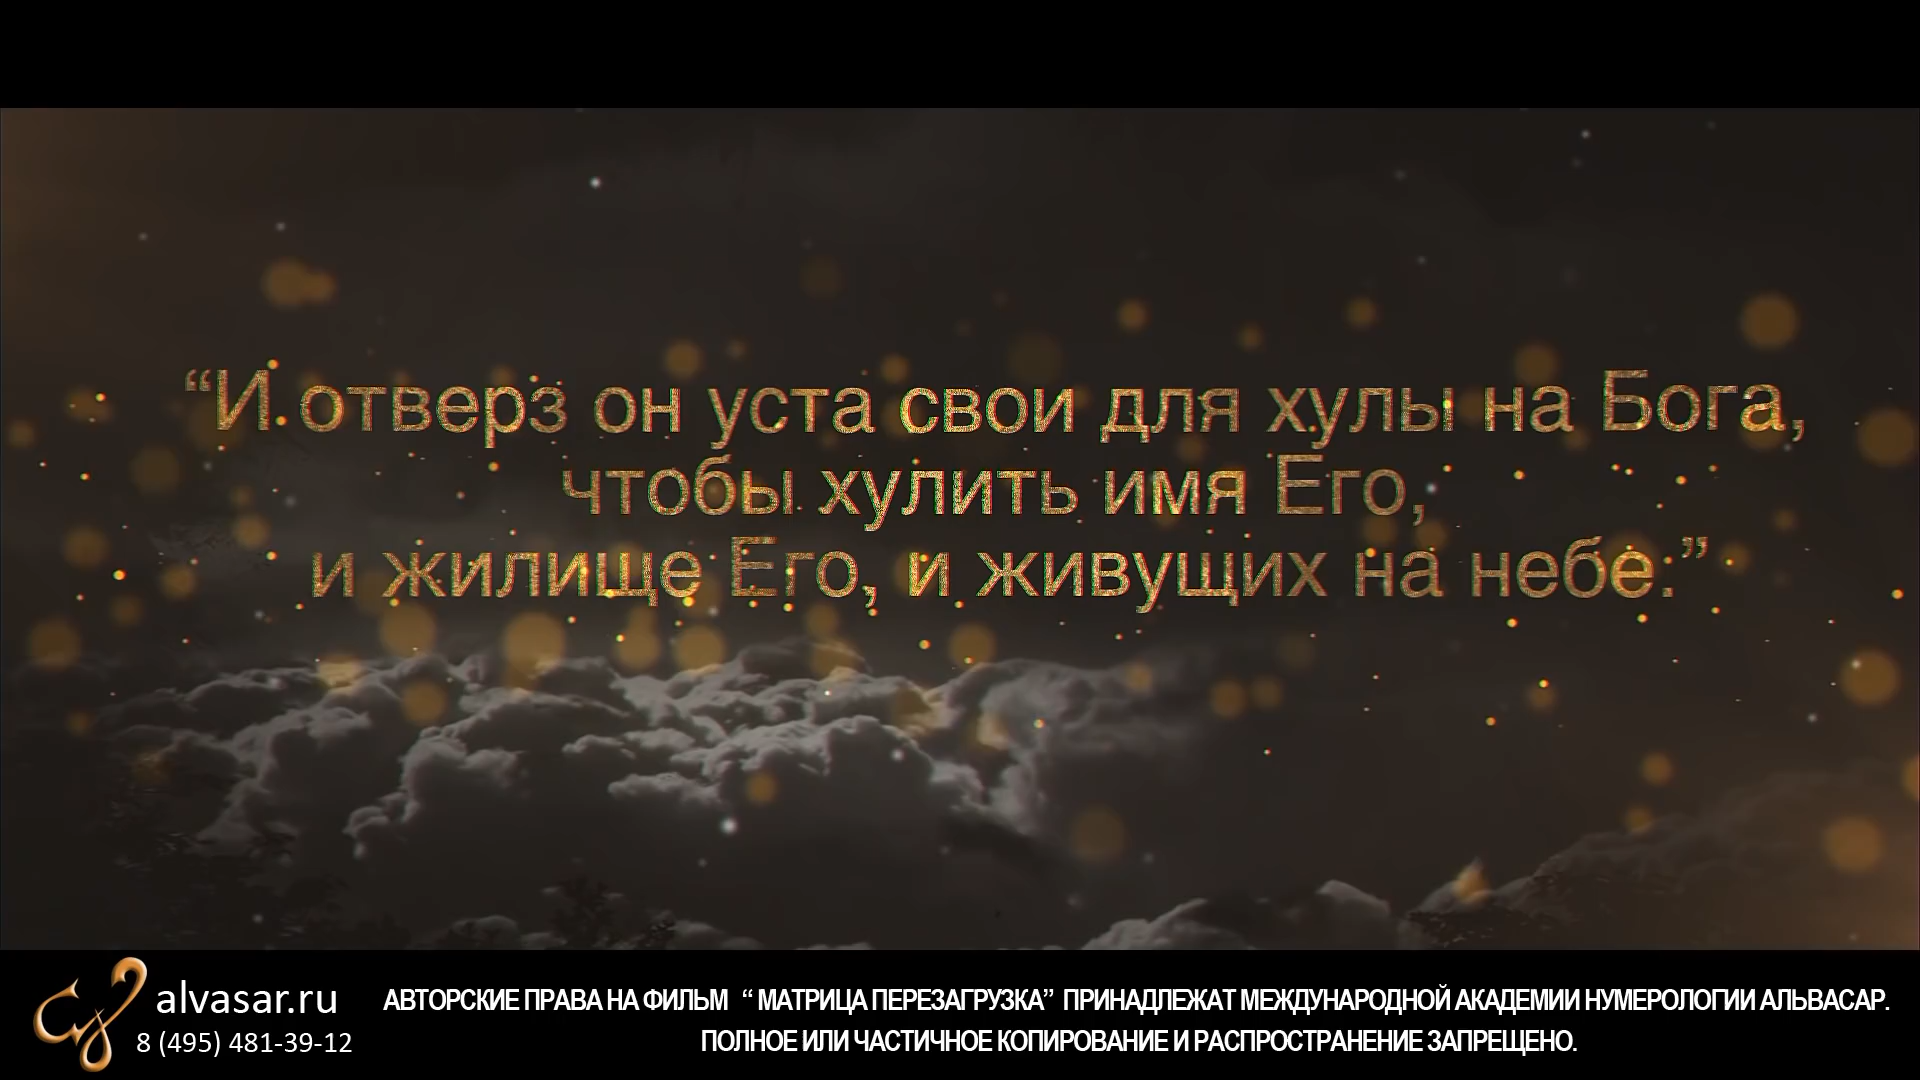 “И отверз он уста свои для хулы на Бога,
чтобы хулить имя Его,
и жилище Его, и живущих на небе.”
alvasar.ru
8 (495) 481-39-12
АВТОРСКИЕ ПРАВА НА ФИЛЬМ “ МАТРИЦА ПЕРЕЗАГРУЗКА” ПРИНАДЛЕЖАТ МЕЖДУНАРОДНОЙ АКАДЕМИИ НУМЕРОЛОГИИ АЛЬВАСАР.
ПОЛНОЕ ИЛИ ЧАСТИЧНОЕ КОПИРОВАНИЕ И РАСПРОСТРАНЕНИЕ ЗАПРЕЩЕНО.